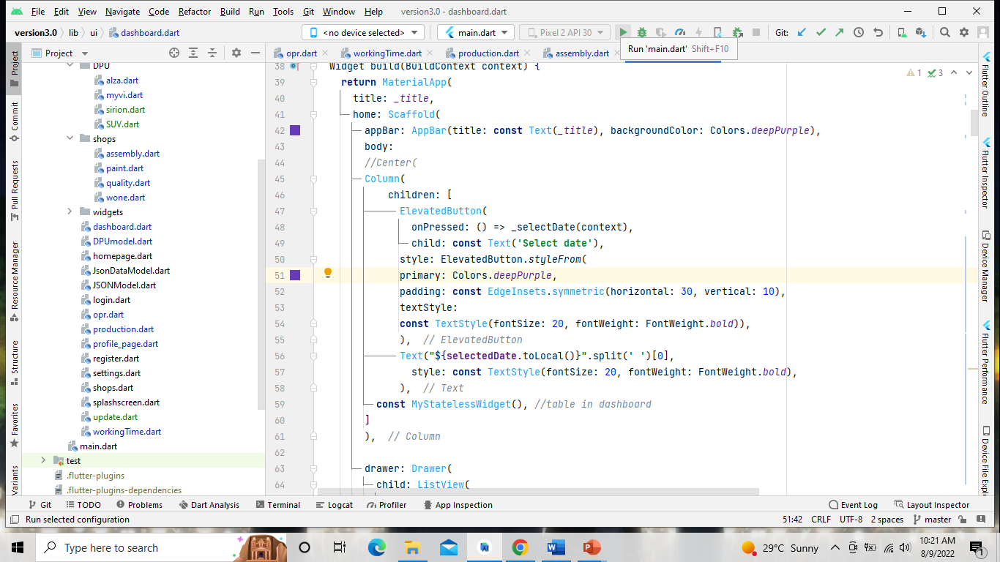 File Edit View Navigate Code Refactor Build Run Tools Git Window Help version3.0 - dashboard.dart
version3.0 lib ui dashboard.dart <no device selected> main.dart Pixel 2 API 30 Git:
Run 'main.dart' Shift+F10
Project opr.dart workingTime.dart production.dart assembly.dart
Project
Commit
Pull Requests
Resource Manager
Structure
Favorites
Variants
DPU
alza.dart
myvi.dart
sirion.dart
SUV.dart
shops
assembly.dart
paint.dart
quality.dart
wone.dart
widgets
dashboard.dart
DPUmodel.dart
homepage.dart
JsonDataModel.dart
JSONModel.dart
login.dart
opr.dart
production.dart
profile_page.dart
register.dart
settings.dart
shops.dart
splashscreen.dart
update.dart
workingTime.dart
main.dart
test
.flutter-plugins
.flutter-plugins-dependencies
1 3
38 Widget build(BuildContext context) {
39 return MaterialApp(
40 title: _title,
41 home: Scaffold(
42 appBar: AppBar(title: const Text(_title), backgroundColor: Colors.deepPurple),
43 body:
44 //Center(
45 Column(
46 children: [
47 ElevatedButton(
48 onPressed: () => _selectDate(context),
49 child: const Text('Select date'),
50 style: ElevatedButton.styleFrom(
51 primary: Colors.deepPurple,
52 padding: const EdgeInsets.symmetric(horizontal: 30, vertical: 10),
53 textStyle:
54 const TextStyle(fontSize: 20, fontWeight: FontWeight.bold)),
55 ), // ElevatedButton
56 Text("${selectedDate.toLocal()}".split(' ')[0],
57 style: const TextStyle(fontSize: 20, fontWeight: FontWeight.bold),
58 ), // Text
59 const MyStatelessWidget(), //table in dashboard
60 ]
61 ), // Column
62
63 drawer: Drawer(
64 child: ListView(
Flutter Outline
Flutter Inspector
Device Manager
Flutter Performance
Device File Expl
Git TODO Problems Dart Analysis Terminal Logcat Profiler App Inspection Event Log Layout Inspector
Run selected configuration 51:42 CRLF UTF-8 2 spaces master
Type here to search 29°C Sunny 10:21 AM
8/9/2022 1